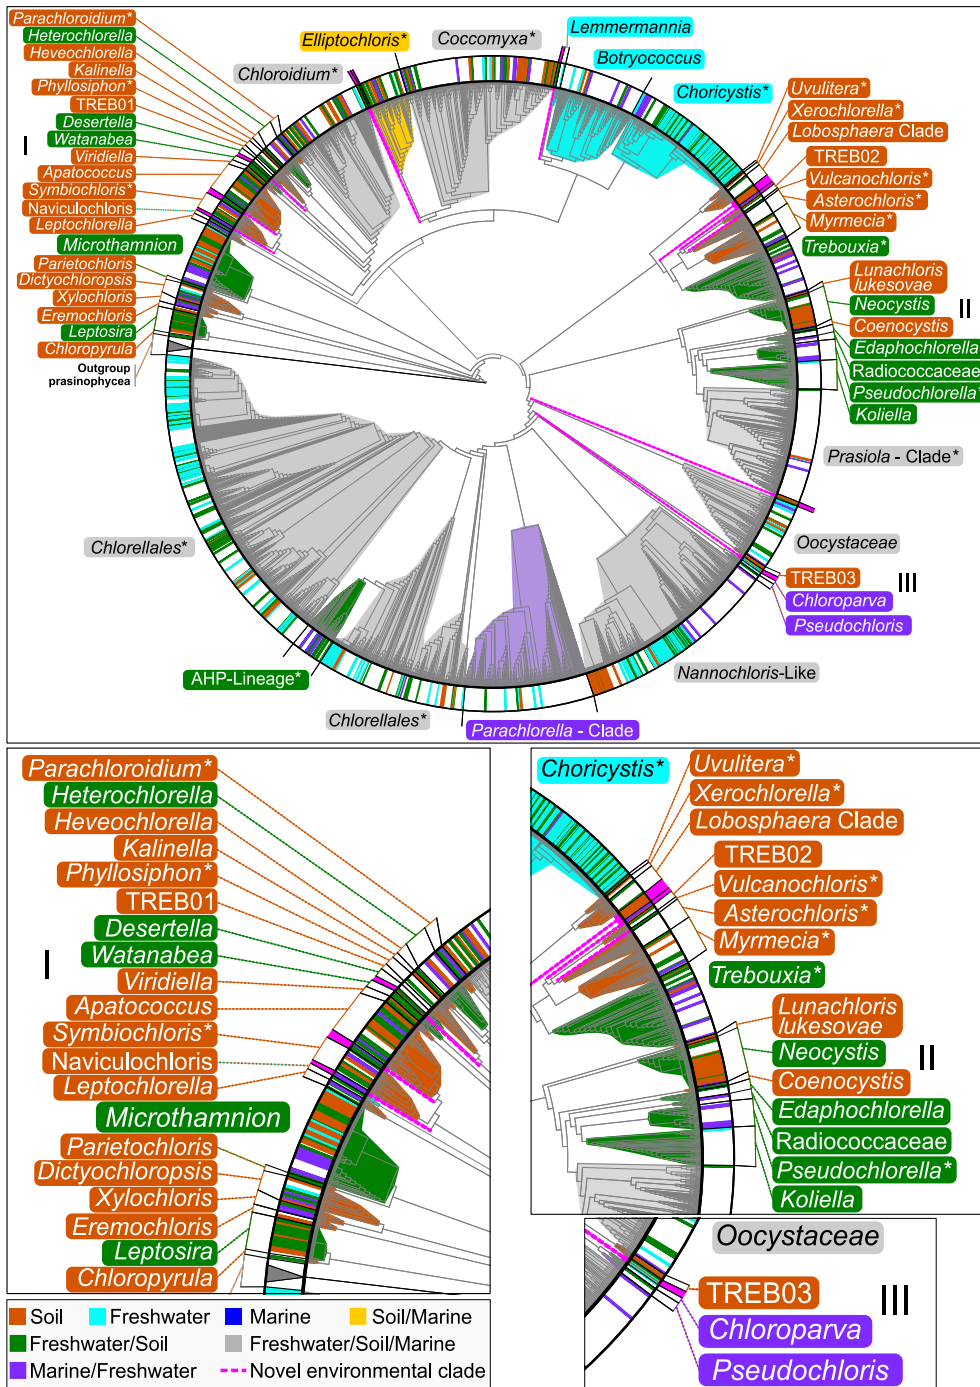 Parachloroidium*
Heterochlorella
Heveochlorella
Kalinella
Phyllosiphon*
TREB01
Desertella
Watanabea
I
Viridiella
Apatococcus
Symbiochloris*
Naviculochloris
Leptochlorella
Microthamnion
Parietochloris
Dictyochloropsis
Xylochloris
Eremochloris
Leptosira
Chloropyrula
Outgroup
prasinophycea
Chloroidium*
Elliptochloris*
Coccomyxa*
Lemmermannia
Botryococcus
Choricystis*
Uvulitera*
Xerochlorella*
Lobosphaera Clade
TREB02
Vulcanochloris*
Asterochloris*
Myrmecia*
Trebouxia*
Lunachloris
lukesovae
Neocystis
II
Coenocystis
Edaphochlorella
Radiococcaceae
Pseudochlorella*
Koliella
Prasiola - Clade*
Oocystaceae
TREB03
III
Chloroparva
Pseudochloris
Nannochloris-Like
Parachlorella - Clade
Chlorellales*
AHP-Lineage*
Chlorellales*
Parachloroidium*
Heterochlorella
Heveochlorella
Kalinella
Phyllosiphon*
TREB01
Desertella
Watanabea
I
Viridiella
Apatococcus
Symbiochloris*
Naviculochloris
Leptochlorella
Microthamnion
Parietochloris
Dictyochloropsis
Xylochloris
Eremochloris
Leptosira
Chloropyrula
Choricystis*
Uvulitera*
Xerochlorella*
Lobosphaera Clade
TREB02
Vulcanochloris*
Asterochloris*
Myrmecia*
Trebouxia*
Lunachloris
lukesovae
Neocystis
II
Coenocystis
Edaphochlorella
Radiococcaceae
Pseudochlorella*
Koliella
Oocystaceae
TREB03
III
Chloroparva
Pseudochloris
Soil Freshwater Marine Soil/Marine
Freshwater/Soil Freshwater/Soil/Marine
Marine/Freshwater Novel environmental clade